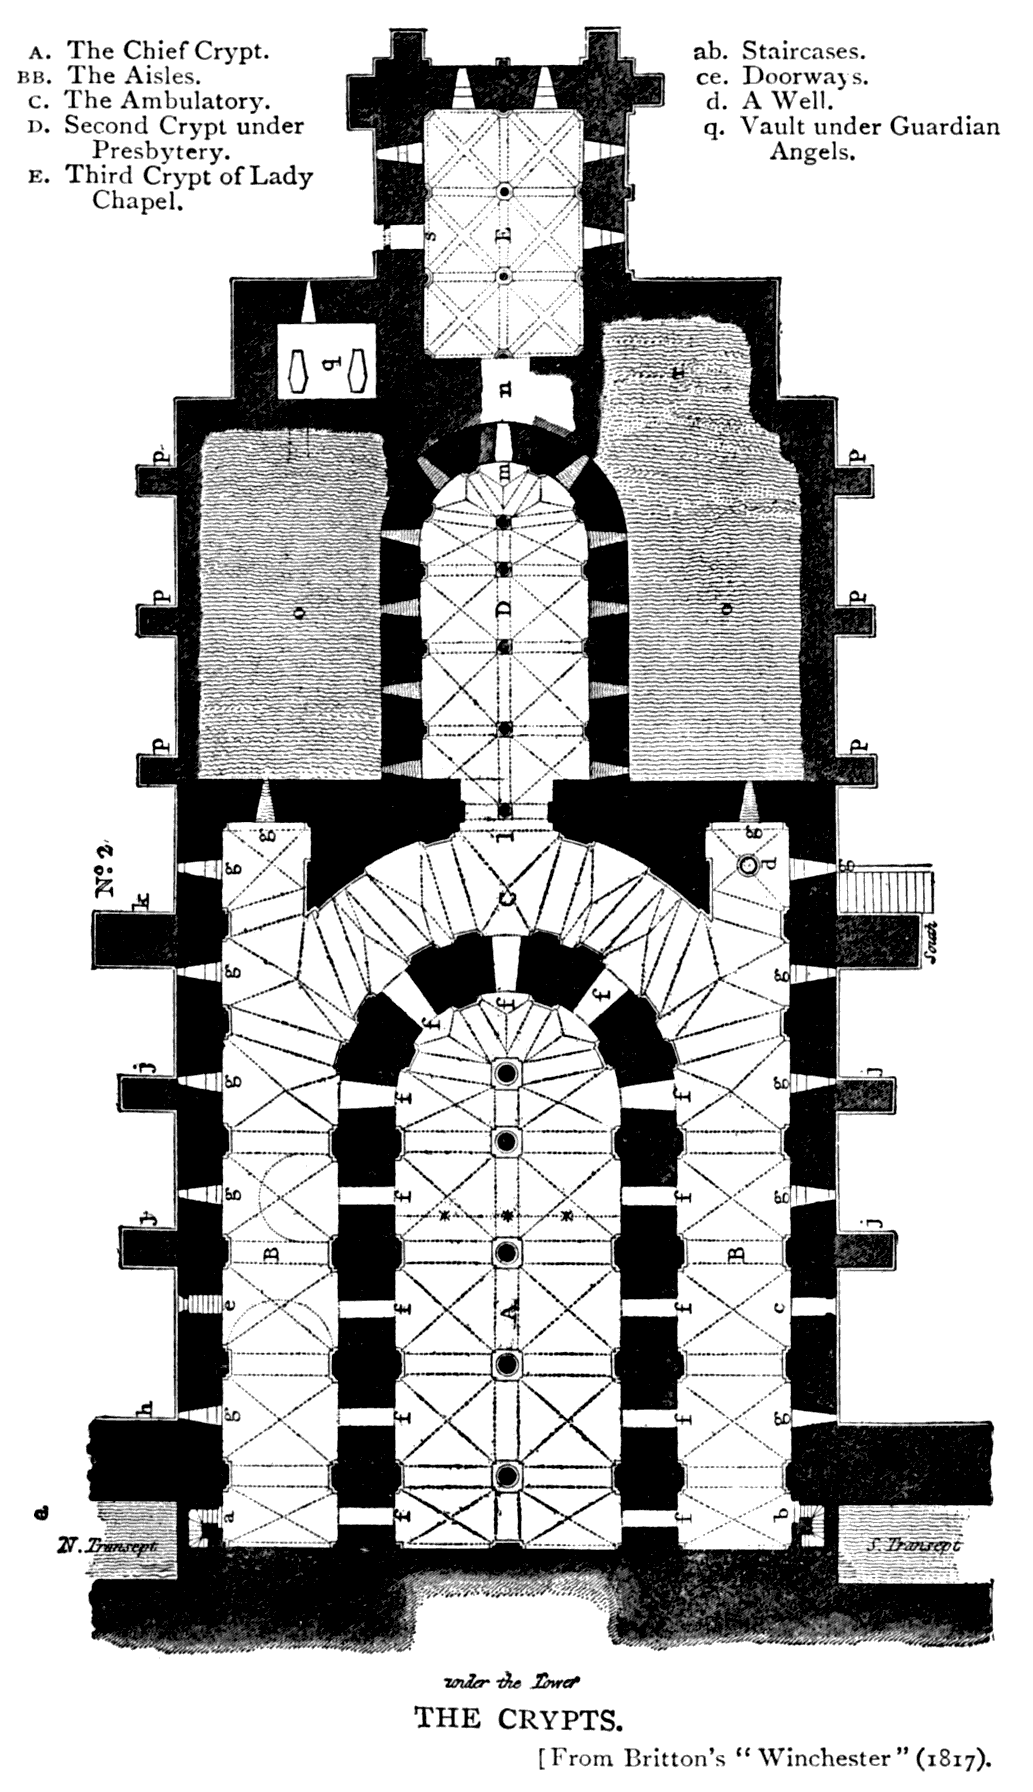 A. The Chief Crypt.
BB. The Aisles.
C. The Ambulatory.
D. Second Crypt under
Presbytery.
E. Third Crypt of Lady
Chapel.
ab. Staircases.
ce. Doorways.
d. A Well.
q. Vault under Guardian
Angels.
s E
q
n
r
p p
m
p o D o p
p p
i
g g
No. 2.
g d g
k
C
South
g g
f f f
j g f f g j
g f f g
* * *
j B B j
e f A f c
h
g f f g
a
a f f b
N. Transept S. Transept
under the Tower
THE CRYPTS.
[From Britton's "Winchester" (1817).